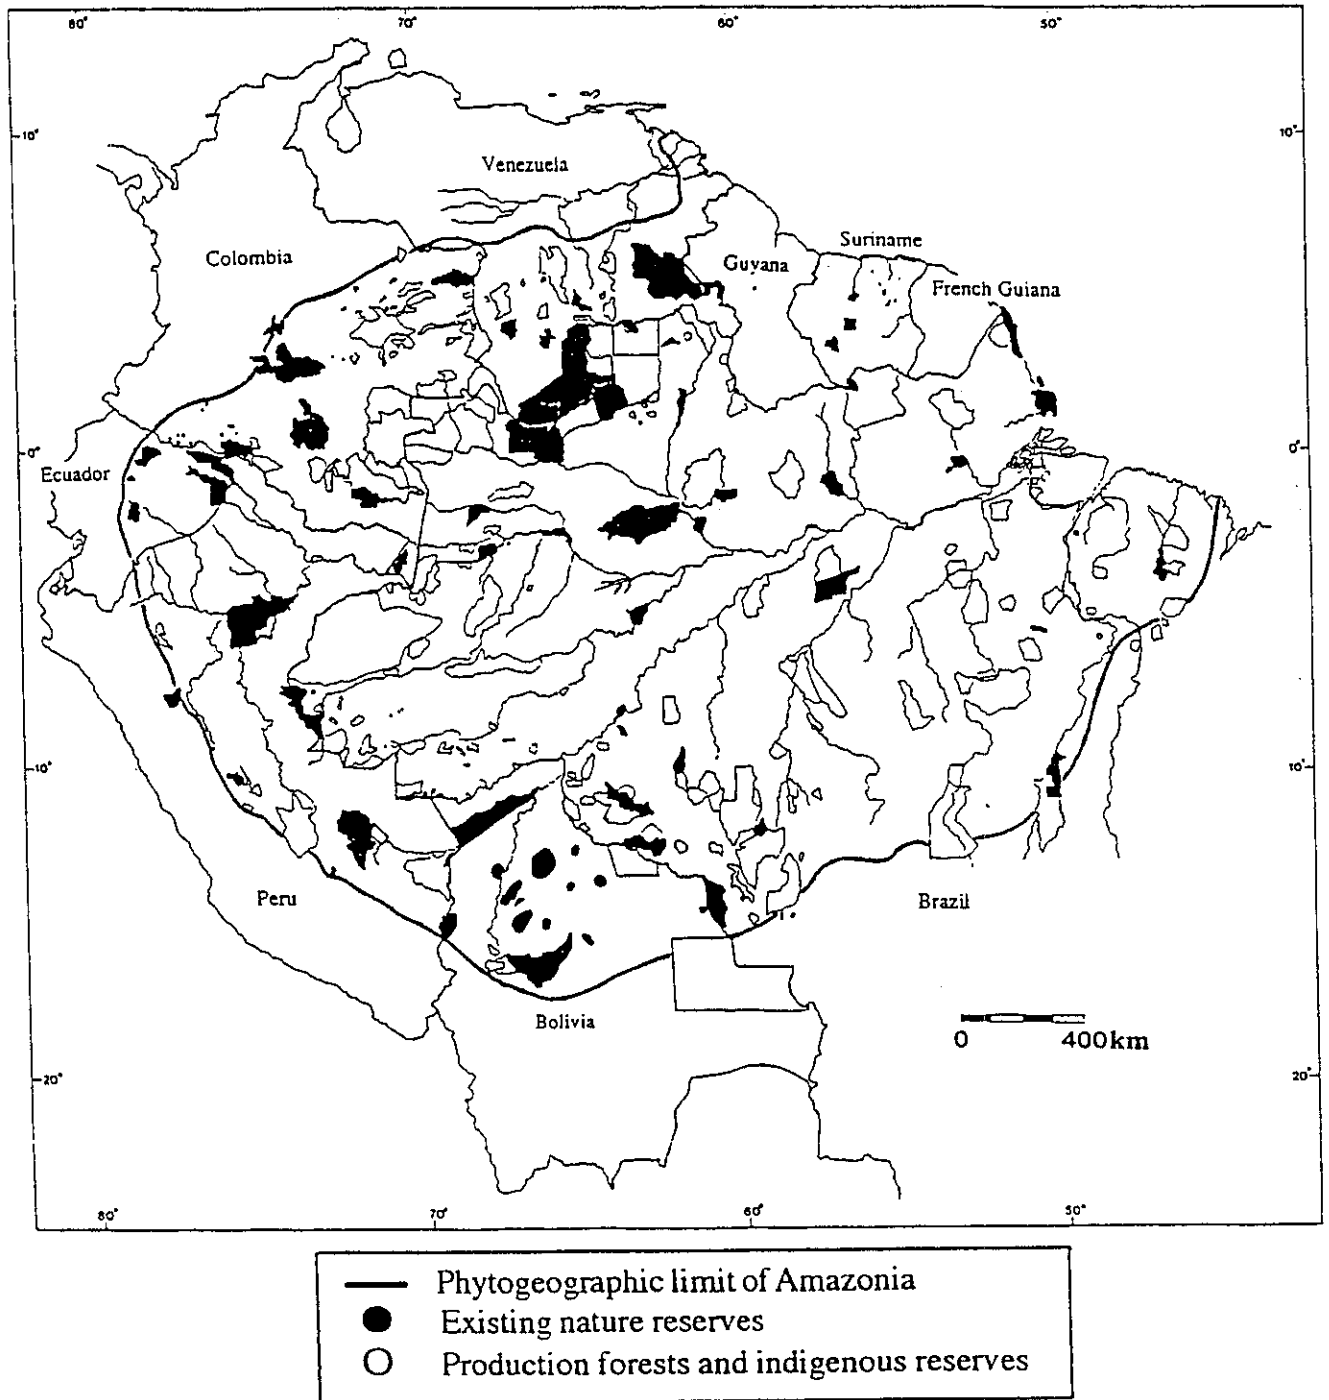 80° 70° 60° 50°
10° 10°
Venezuela
Suriname
Colombia
Guyana
French Guiana
0° 0°
Ecuador
10° 10°
Peru
Brazil
Bolivia
0 400km
20° 20°
80° 70° 60° 50°
Phytogeographic limit of Amazonia
Existing nature reserves
Production forests and indigenous reserves